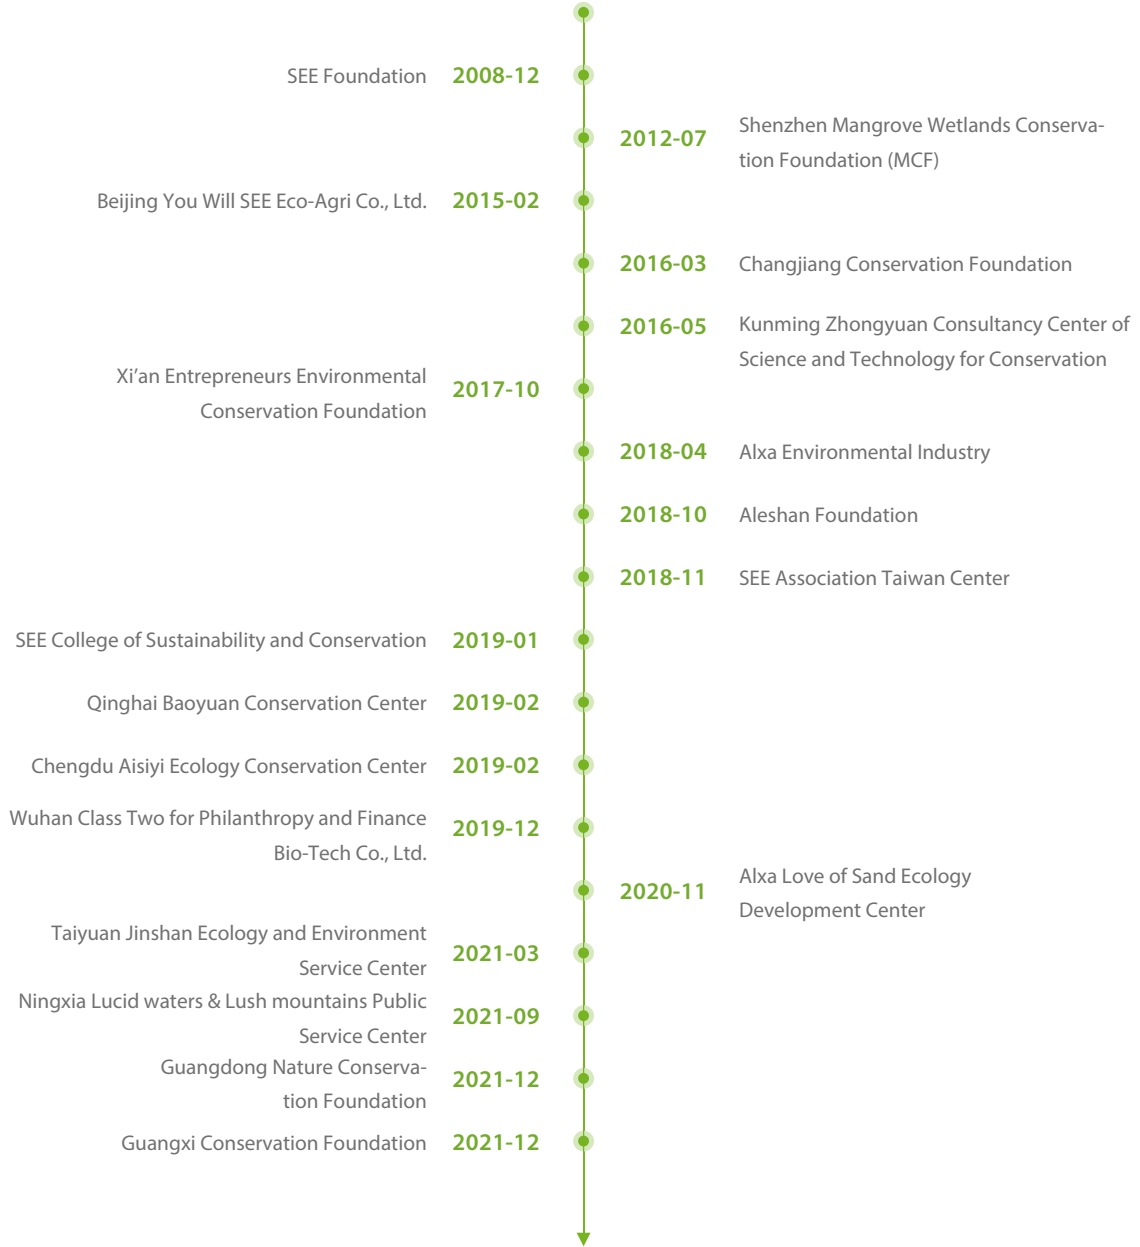 SEE Foundation 2008-12
2012-07 Shenzhen Mangrove Wetlands Conserva-
tion Foundation (MCF)
Beijing You Will SEE Eco-Agri Co., Ltd. 2015-02
2016-03 Changjiang Conservation Foundation
2016-05 Kunming Zhongyuan Consultancy Center of
Science and Technology for Conservation
Xi’an Entrepreneurs Environmental
Conservation Foundation
2017-10
2018-04 Alxa Environmental Industry
2018-10 Aleshan Foundation
2018-11 SEE Association Taiwan Center
SEE College of Sustainability and Conservation 2019-01
Qinghai Baoyuan Conservation Center 2019-02
Chengdu Aisiyi Ecology Conservation Center 2019-02
Wuhan Class Two for Philanthropy and Finance
Bio-Tech Co., Ltd.
2019-12
2020-11
Alxa Love of Sand Ecology
Development Center
Taiyuan Jinshan Ecology and Environment
Service Center
2021-03
Ningxia Lucid waters & Lush mountains Public
Service Center
2021-09
Guangdong Nature Conserva-
tion Foundation
2021-12
Guangxi Conservation Foundation 2021-12